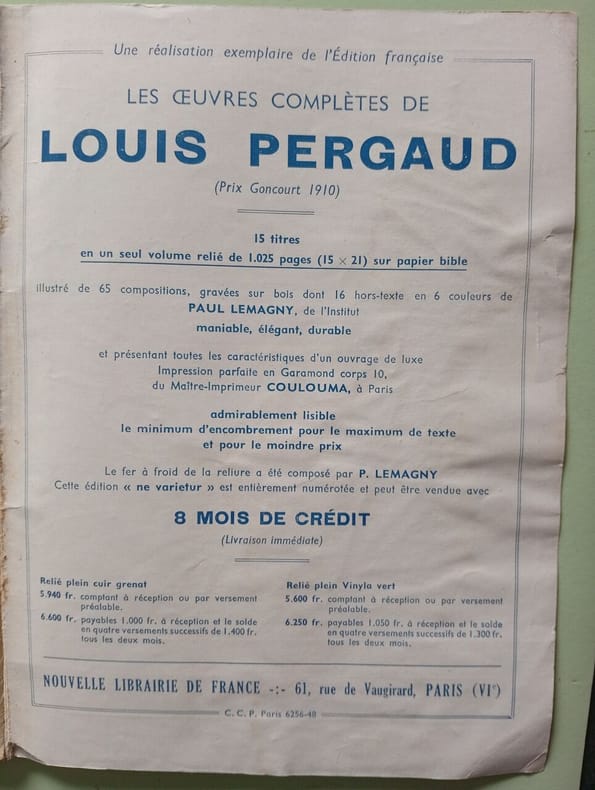 Une réalisation exemplaire de l'Édition française
LES ŒUVRES COMPLÈTES DE
LOUIS PERGAUD
(Prix Goncourt 1910)
15 titres
en un seul volume relié de 1.025 pages (15 × 21) sur papier bible
illustré de 65 compositions, gravées sur bois dont 16 hors-texte en 6 couleurs de
PAUL LEMAGNY, de l'Institut
maniable, élégant, durable
et présentant toutes les caractéristiques d'un ouvrage de luxe
Impression parfaite en Garamond corps 10,
du Maître-Imprimeur COULOUMA, à Paris
admirablement lisible
le minimum d'encombrement pour le maximum de texte
et pour le moindre prix
Le fer à froid de la reliure a été composé par P. LEMAGNY
Cette édition « ne varietur » est entièrement numérotée et peut être vendue avec
8 MOIS DE CRÉDIT
(Livraison immédiate)
Relié plein cuir grenat
5.940 fr. comptant à réception ou par versement
préalable.
6.600 fr. payables 1.000 fr. à réception et le solde
en quatre versements successifs de 1.400 fr.
tous les deux mois.
Relié plein Vinyla vert
5.600 fr. comptant à réception ou par versement
préalable.
6.250 fr. payables 1.050 fr. à réception et le solde
en quatre versements successifs de 1.300 fr.
tous les deux mois.
NOUVELLE LIBRAIRIE DE FRANCE -:- 61, rue de Vaugirard, PARIS (VIe)
C. C. P. Paris 6256-48